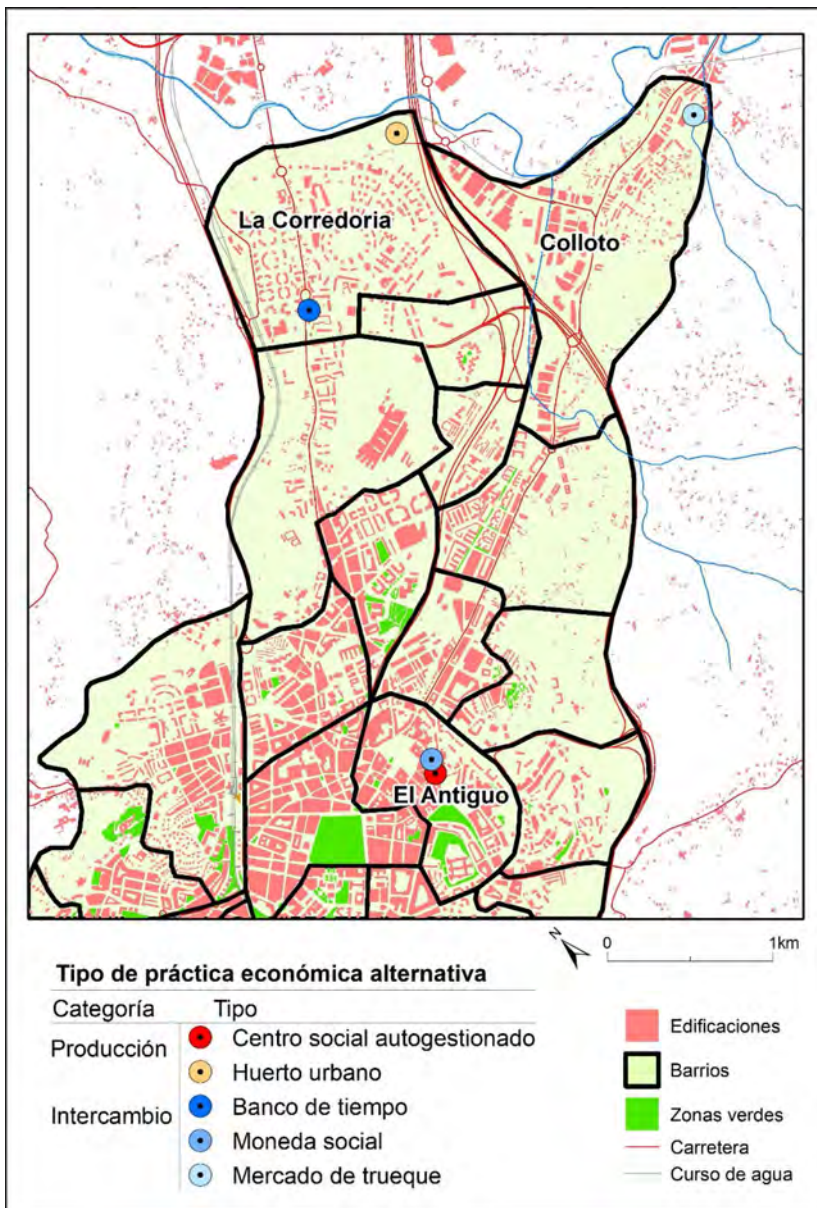 La Corredoria
Colloto
El Antiguo
N
0 1km
Tipo de práctica económica alternativa
Categoría Tipo
Producción
Centro social autogestionado
Huerto urbano
Intercambio
Banco de tiempo
Moneda social
Mercado de trueque
Edificaciones
Barrios
Zonas verdes
Carretera
Curso de agua